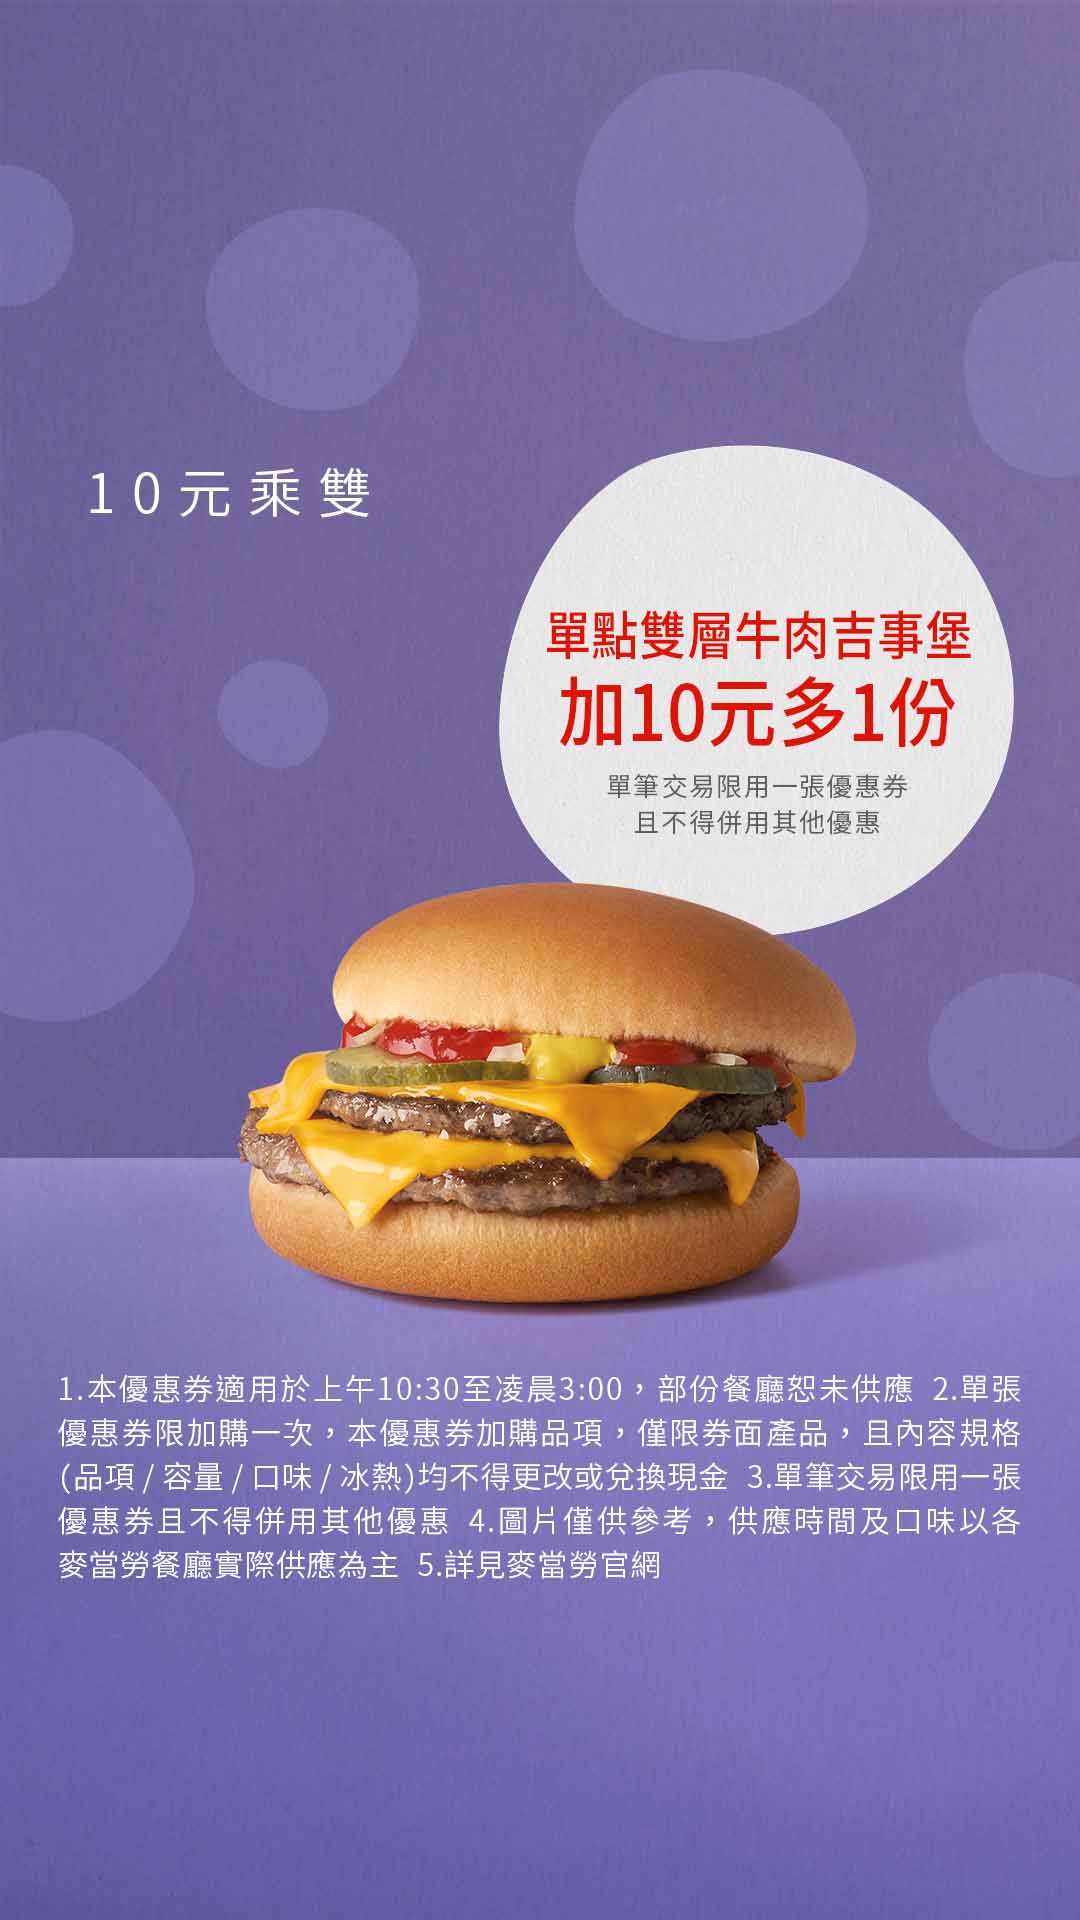 10元乘雙
單點雙層牛肉吉事堡
加10元多1份
單筆交易限用一張優惠券
且不得併用其他優惠
1.本優惠券適用於上午10:30至凌晨3:00，部份餐廳恕未供應 2.單張
優惠券限加購一次，本優惠券加購品項，僅限券面產品，且內容規格
(品項 / 容量 / 口味 / 冰熱)均不得更改或兌換現金 3.單筆交易限用一張
優惠券且不得併用其他優惠 4.圖片僅供參考，供應時間及口味以各
麥當勞餐廳實際供應為主 5.詳見麥當勞官網